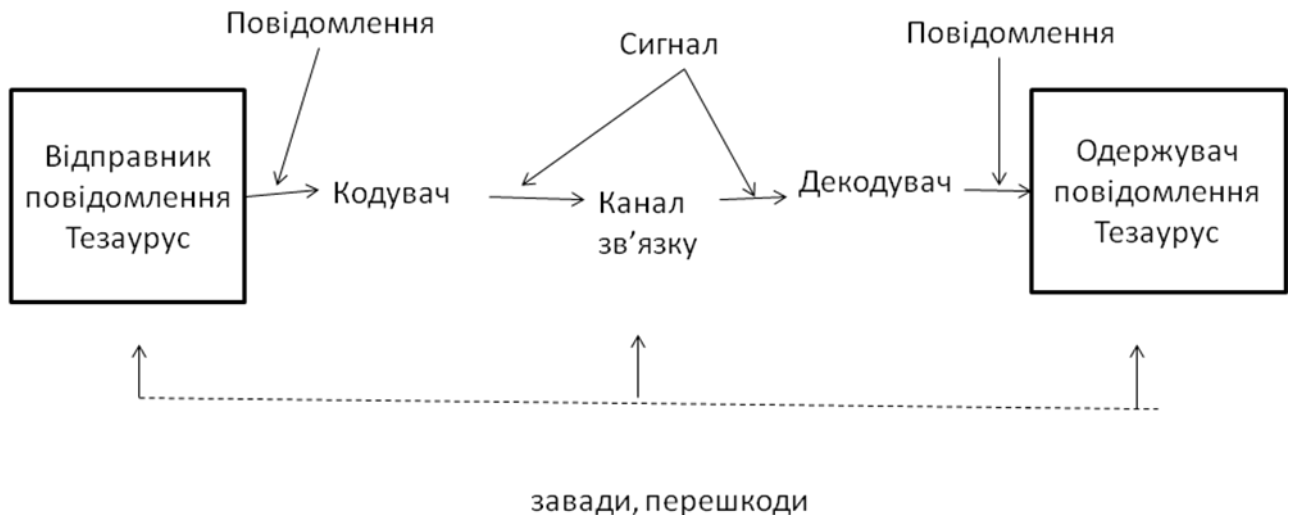 Повідомлення
Сигнал
Повідомлення
Відправник
повідомлення
Тезаурус
Кодувач
Канал
зв’язку
Декодувач
Одержувач
повідомлення
Тезаурус
завади, перешкоди